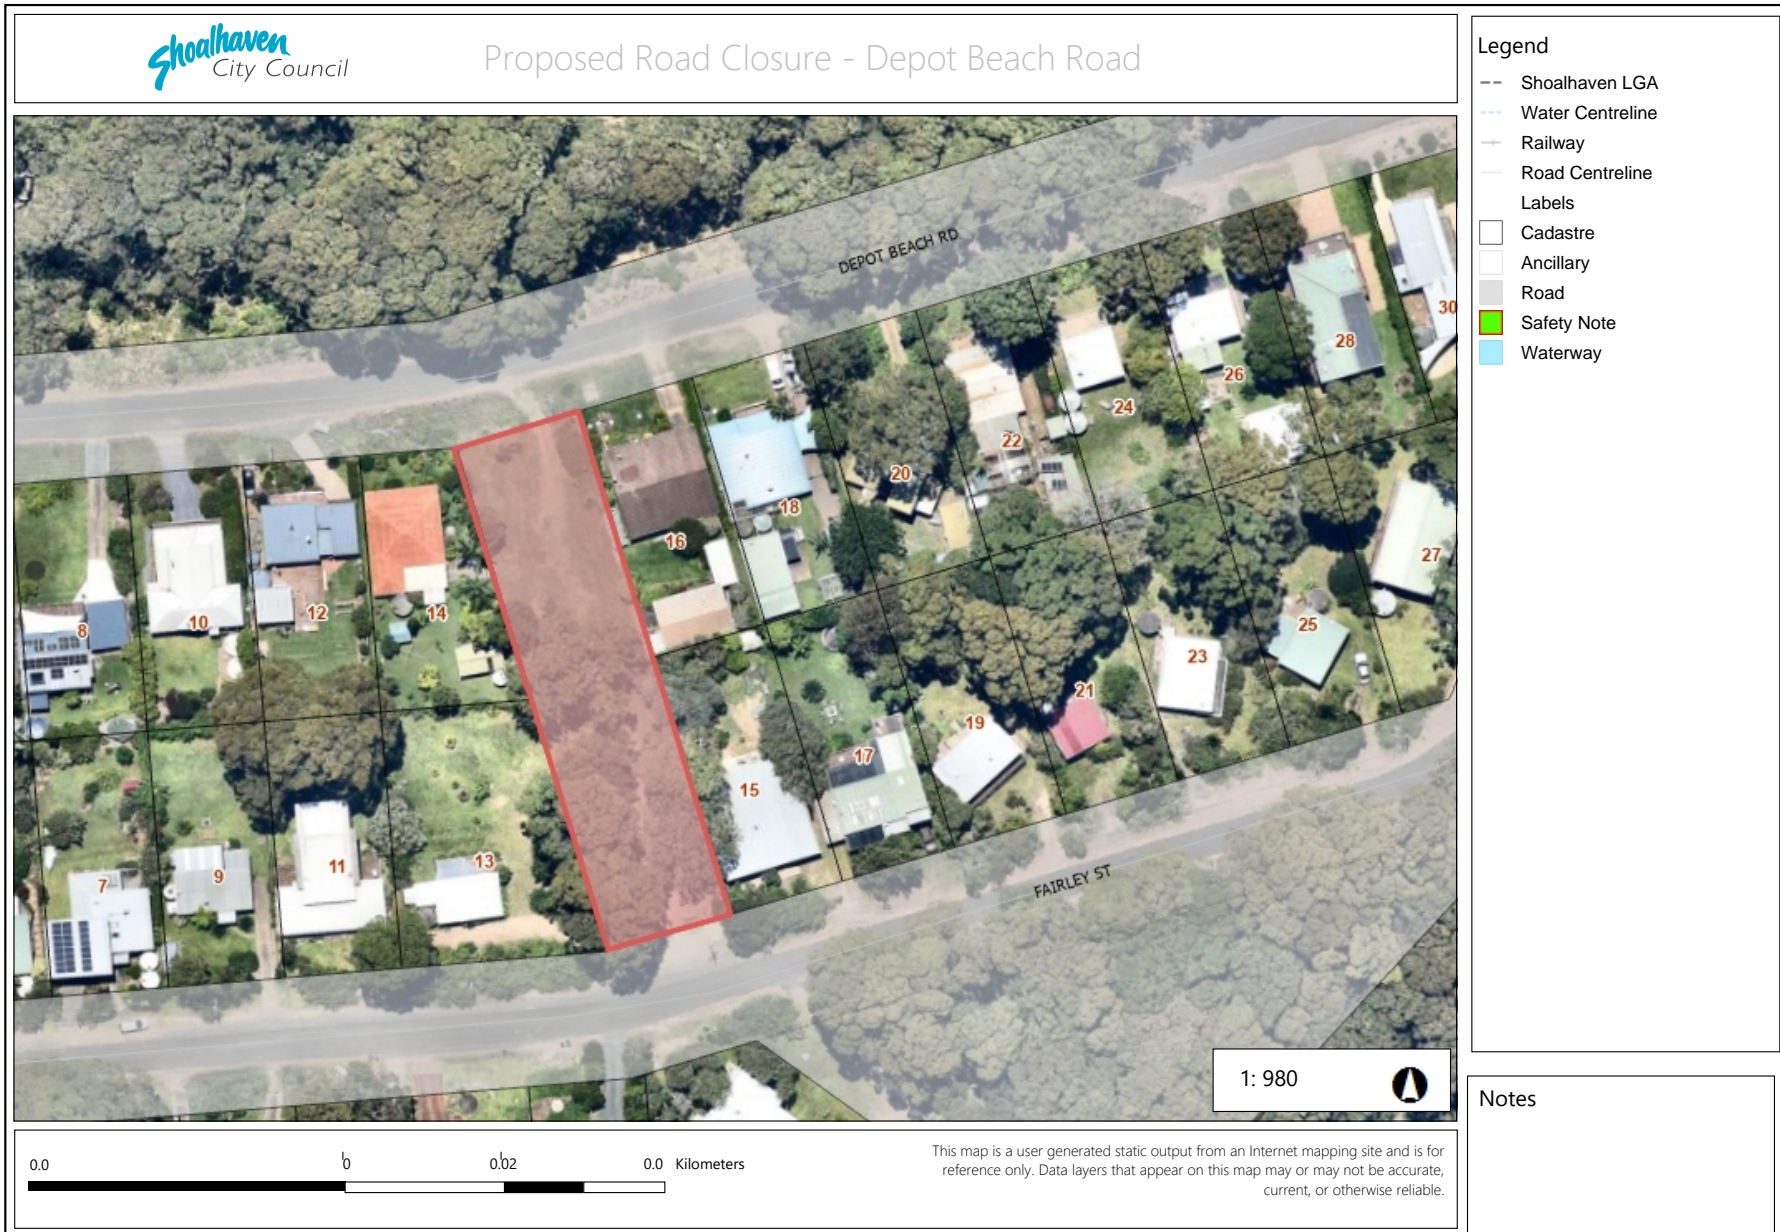 Shoalhaven
City Council
Proposed Road Closure - Depot Beach Road
Legend
Shoalhaven LGA
Water Centreline
Railway
Road Centreline
Labels
Cadastre
Ancillary
Road
Safety Note
Waterway
DEPOT BEACH RD
30
28
26
24
22
20
18
16
14
12
10
8
27
25
23
21
19
17
15
13
11
9
7
FAIRLEY ST
1: 980
Notes
0.0 0 0.02 0.0 Kilometers
This map is a user generated static output from an Internet mapping site and is for
reference only. Data layers that appear on this map may or may not be accurate,
current, or otherwise reliable.